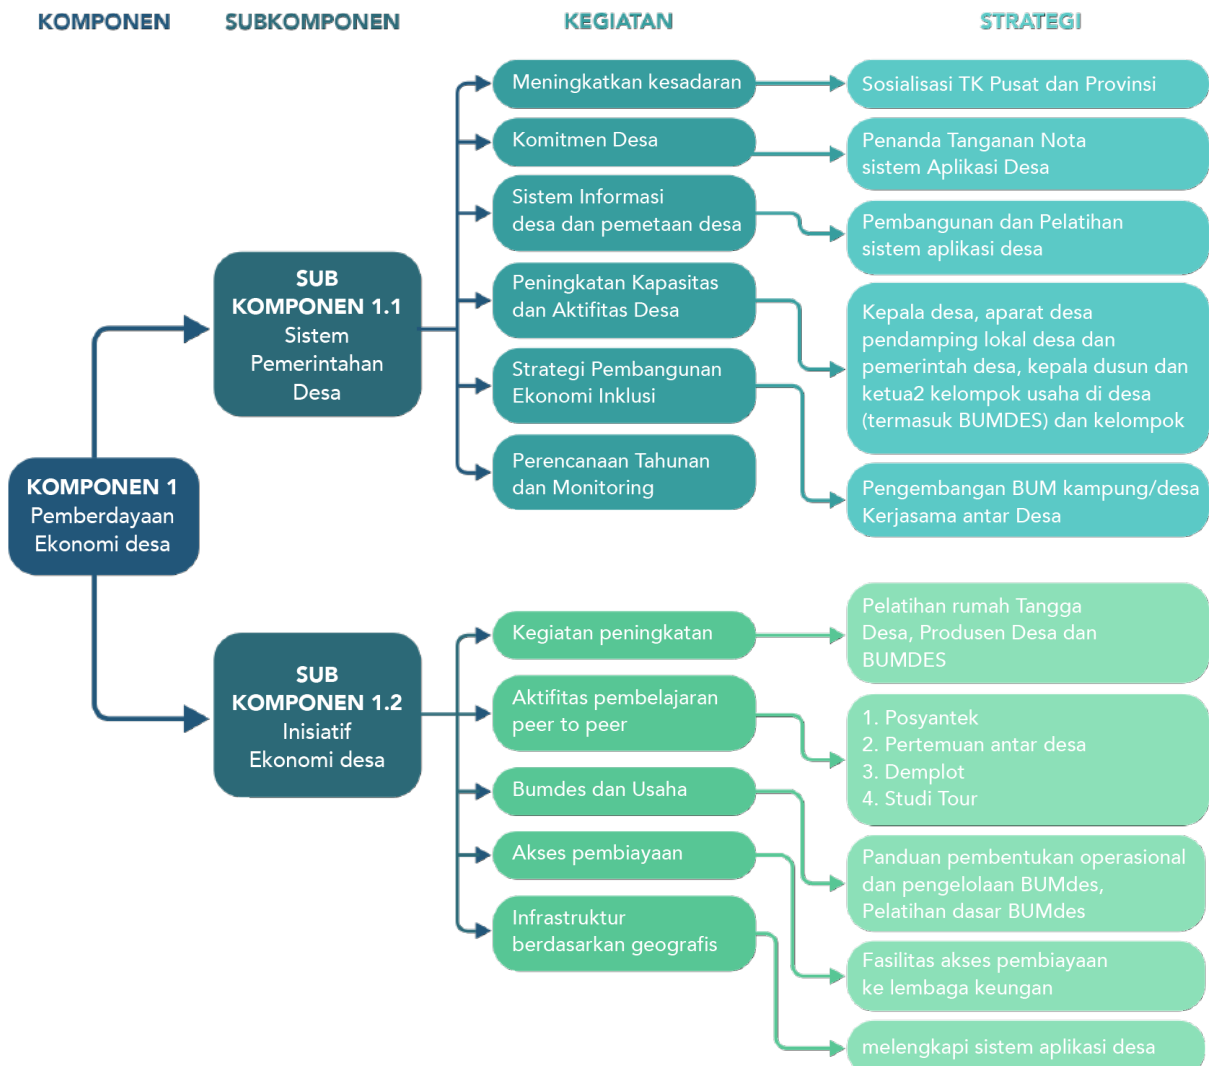 KOMPONEN
SUBKOMPONEN
KEGIATAN
STRATEGI
KOMPONEN 1
Pemberdayaan
Ekonomi desa
SUB
KOMPONEN 1.1
Sistem
Pemerintahan
Desa
Meningkatkan kesadaran
Sosialisasi TK Pusat dan Provinsi
Komitmen Desa
Penanda Tanganan Nota
sistem Aplikasi Desa
Sistem Informasi
desa dan pemetaan desa
Pembangunan dan Pelatihan
sistem aplikasi desa
Peningkatan Kapasitas
dan Aktifitas Desa
Kepala desa, aparat desa
pendamping lokal desa dan
pemerintah desa, kepala dusun dan
ketua2 kelompok usaha di desa
(termasuk BUMDES) dan kelompok
Strategi Pembangunan
Ekonomi Inklusi
Pengembangan BUM kampung/desa
Kerjasama antar Desa
Perencanaan Tahunan
dan Monitoring
SUB
KOMPONEN 1.2
Inisiatif
Ekonomi desa
Kegiatan peningkatan
Pelatihan rumah Tangga
Desa, Produsen Desa dan
BUMDES
Aktifitas pembelajaran
peer to peer
1. Posyantek
2. Pertemuan antar desa
3. Demplot
4. Studi Tour
Bumdes dan Usaha
Panduan pembentukan operasional
dan pengelolaan BUMdes,
Pelatihan dasar BUMdes
Akses pembiayaan
Fasilitas akses pembiayaan
ke lembaga keungan
Infrastruktur
berdasarkan geografis
melengkapi sistem aplikasi desa